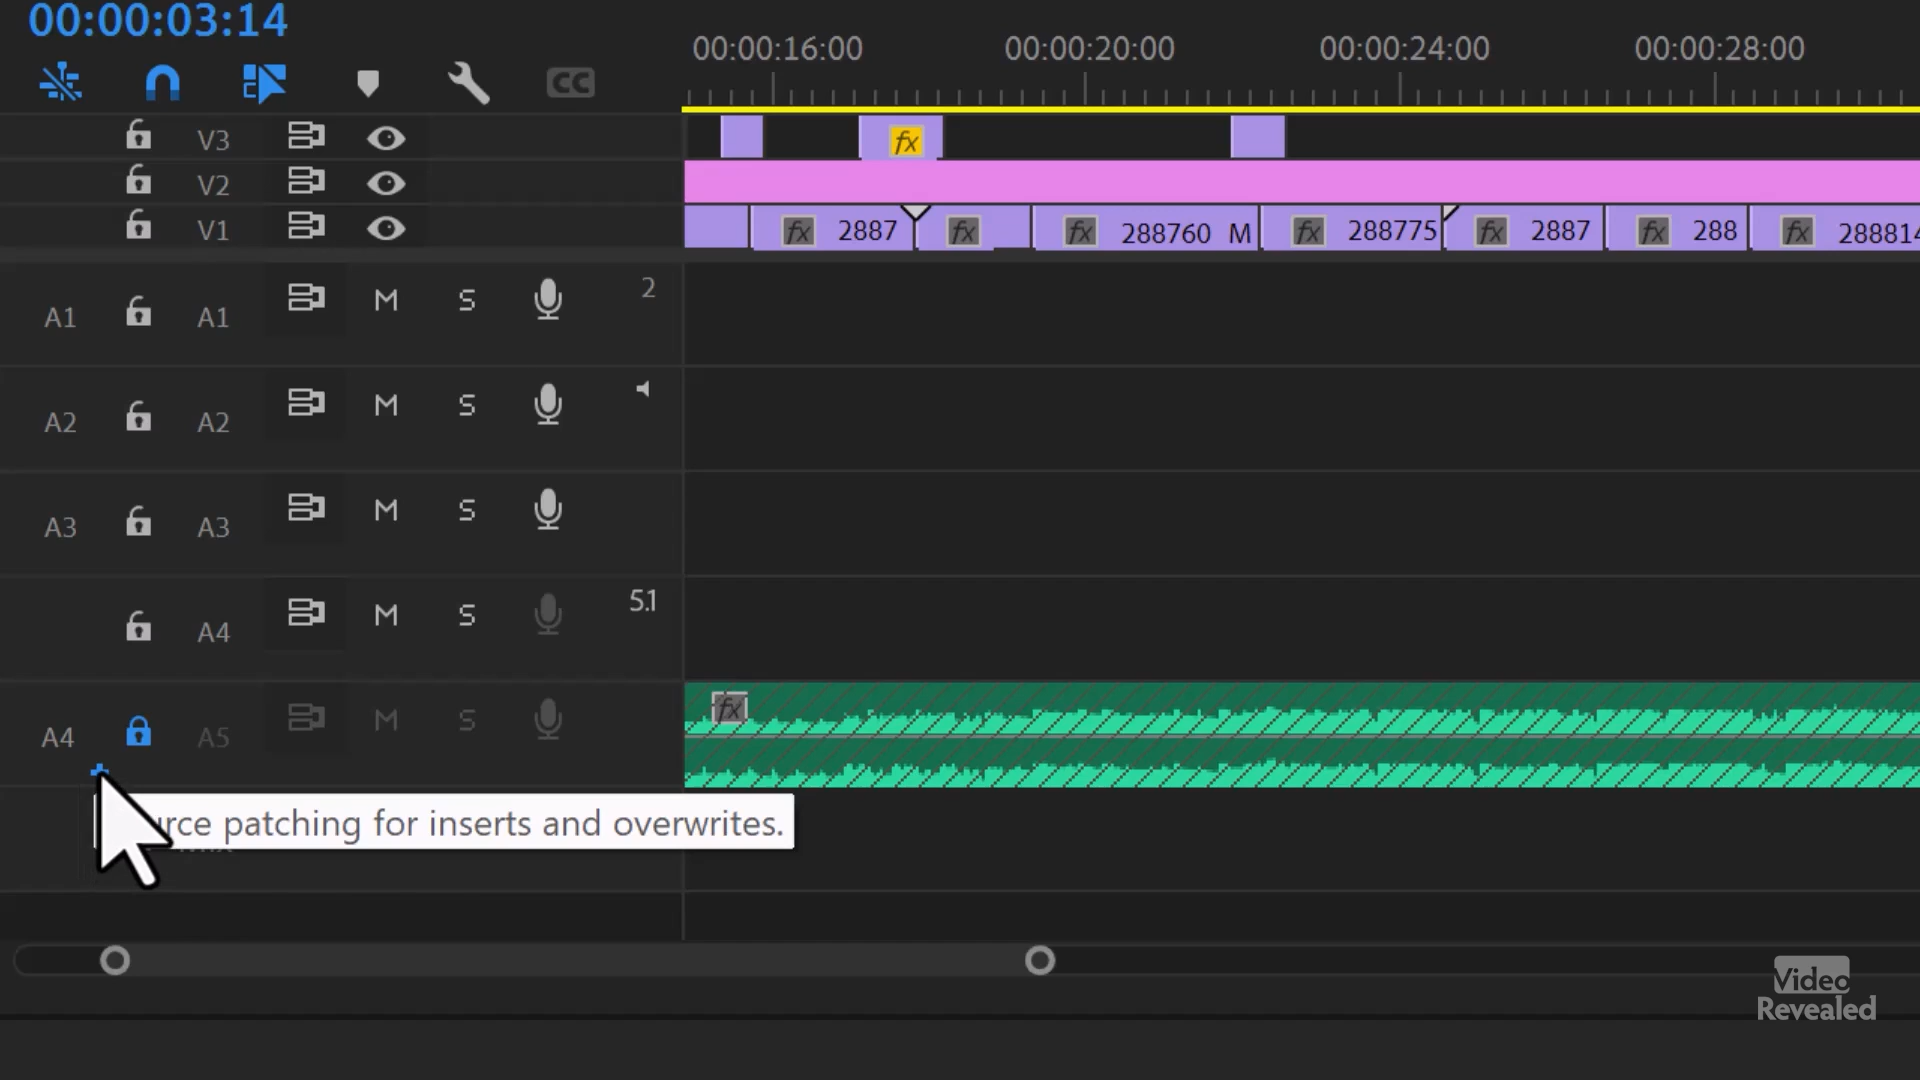 00:00:03:14
00:00:16:00 00:00:20:00 00:00:24:00 00:00:28:00
CC
V3 fx
V2
V1 fx 2887 fx fx 288760 M fx 288775 fx 2887 fx 288 fx 288814
A1 A1 M S 2
A2 A2 M S
A3 A3 M S
A4 M S 5.1
fx
A4 A5 M S
patching for inserts and overwrites.
Video
Revealed